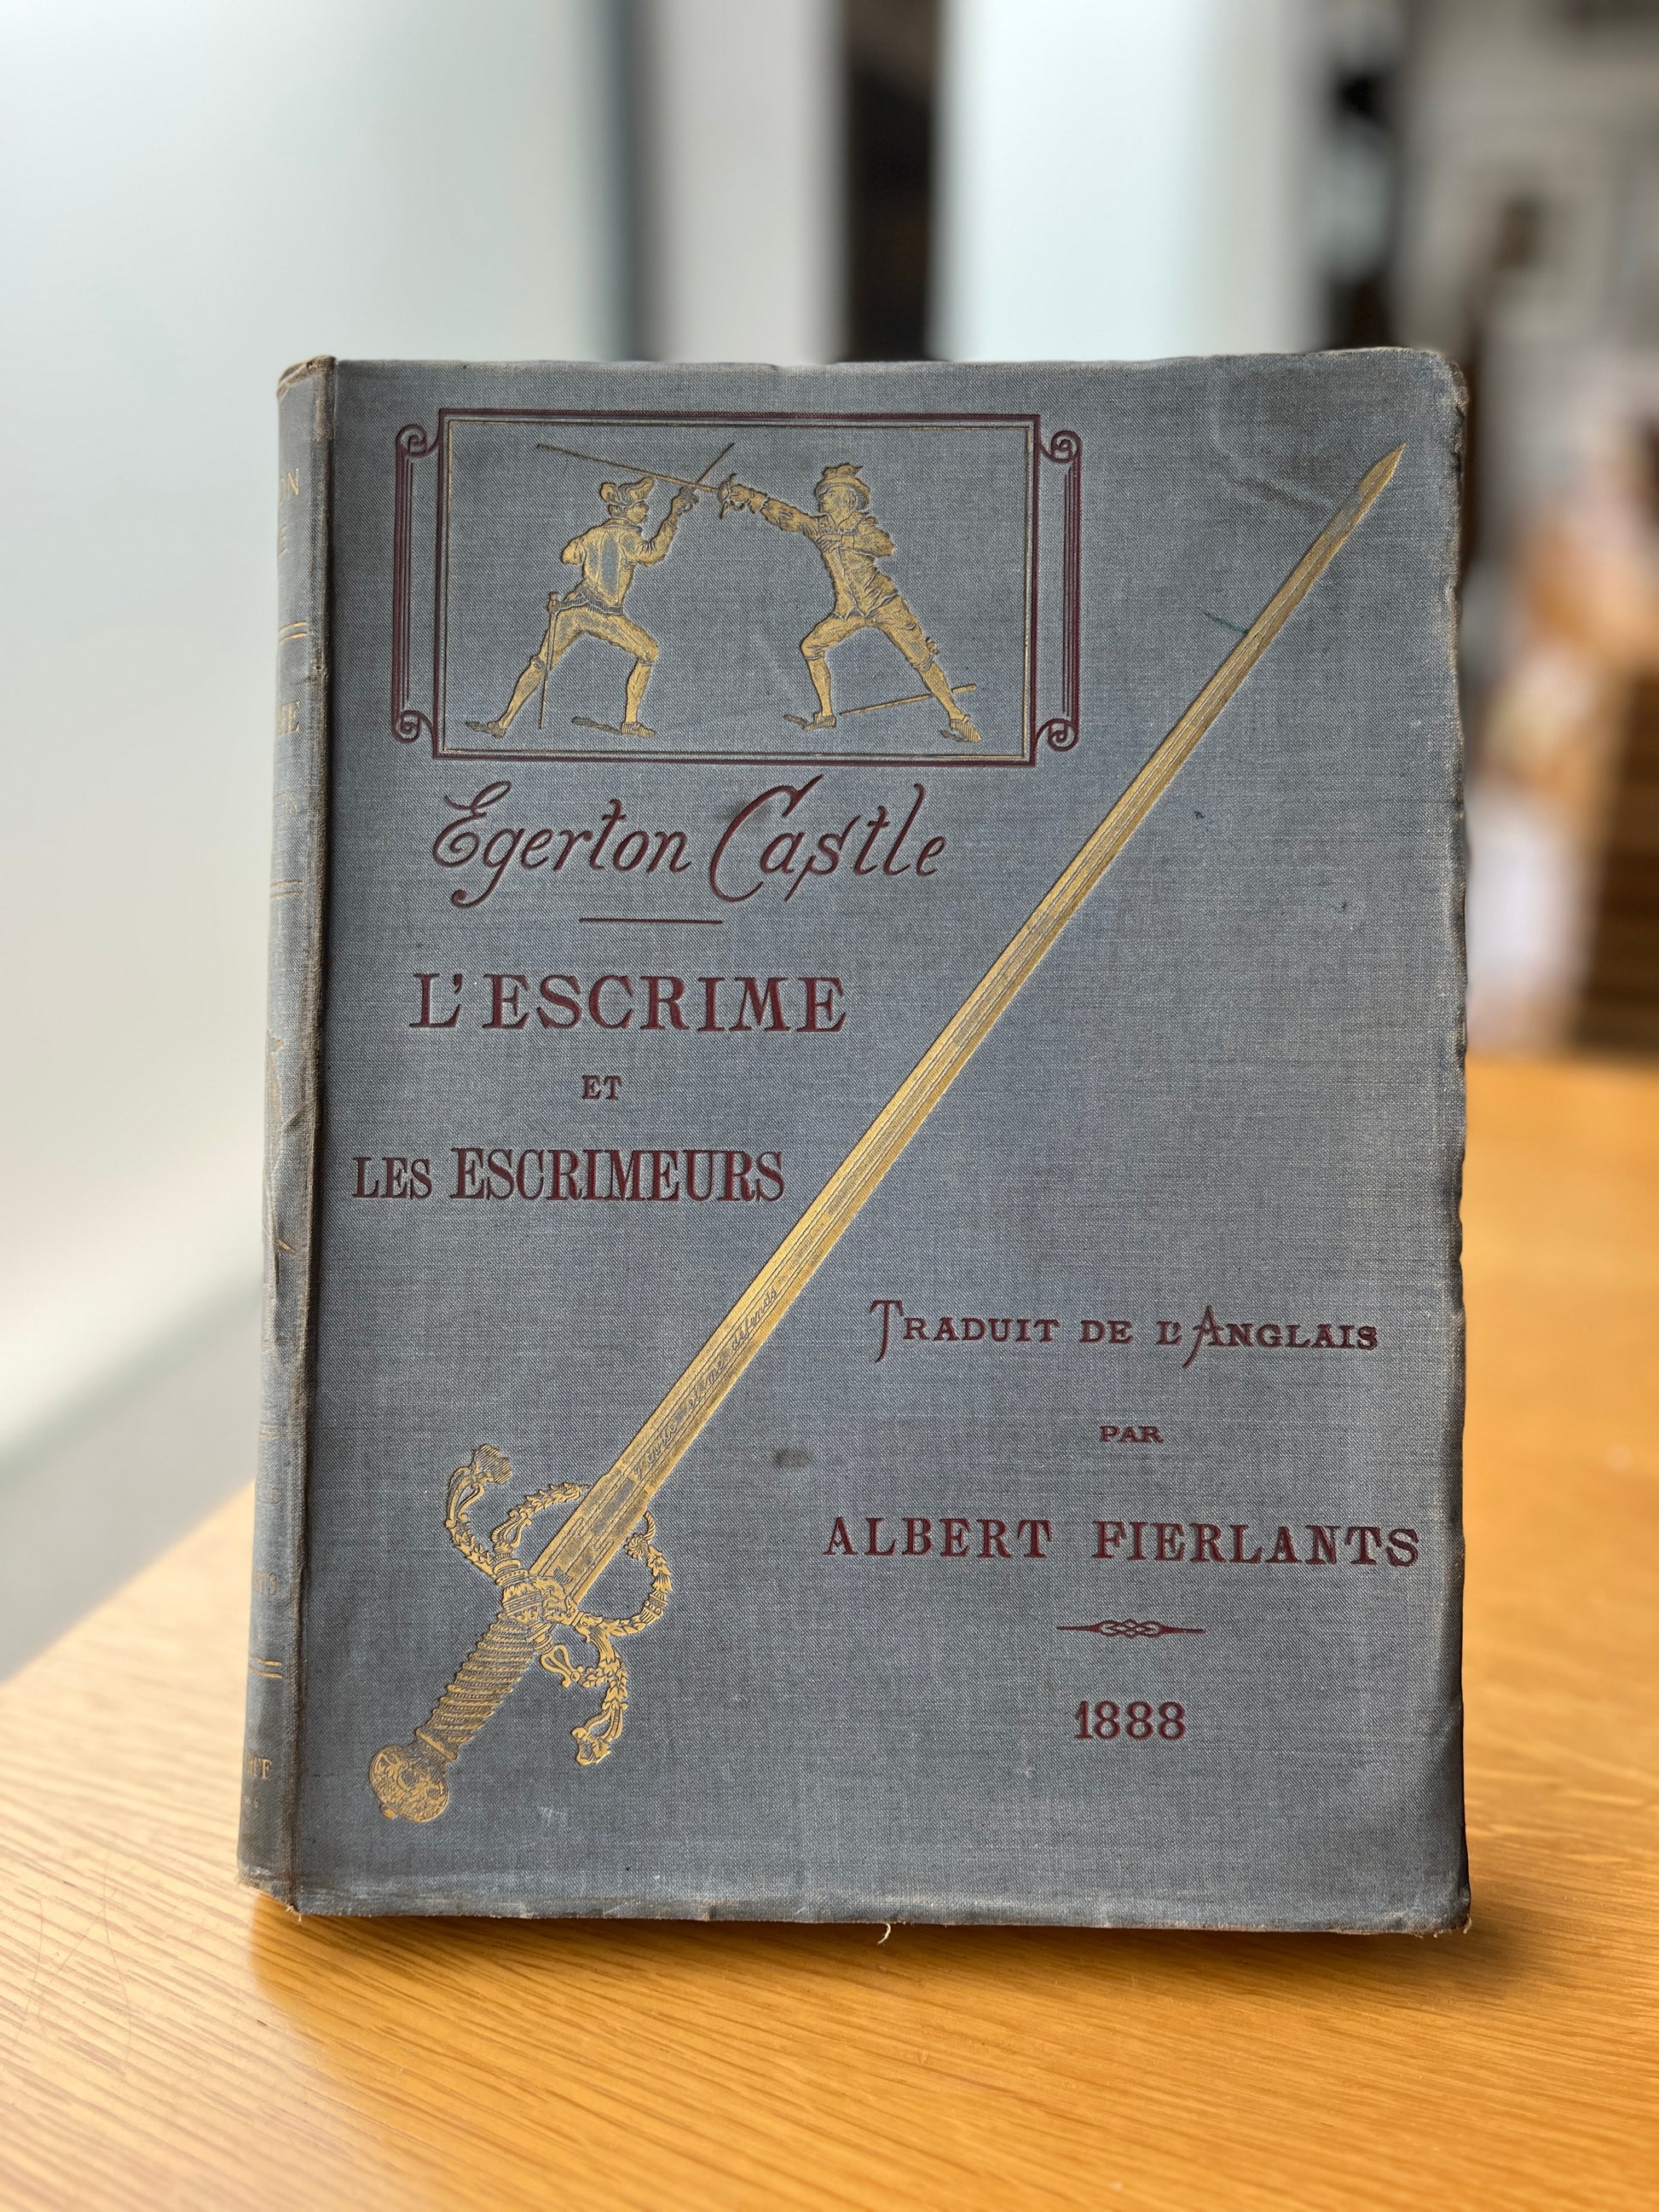 Egerton Castle
L'ESCRIME
ET
LES ESCRIMEURS
TRADUIT DE L'ANGLAIS
PAR
ALBERT FIERLANTS
1888